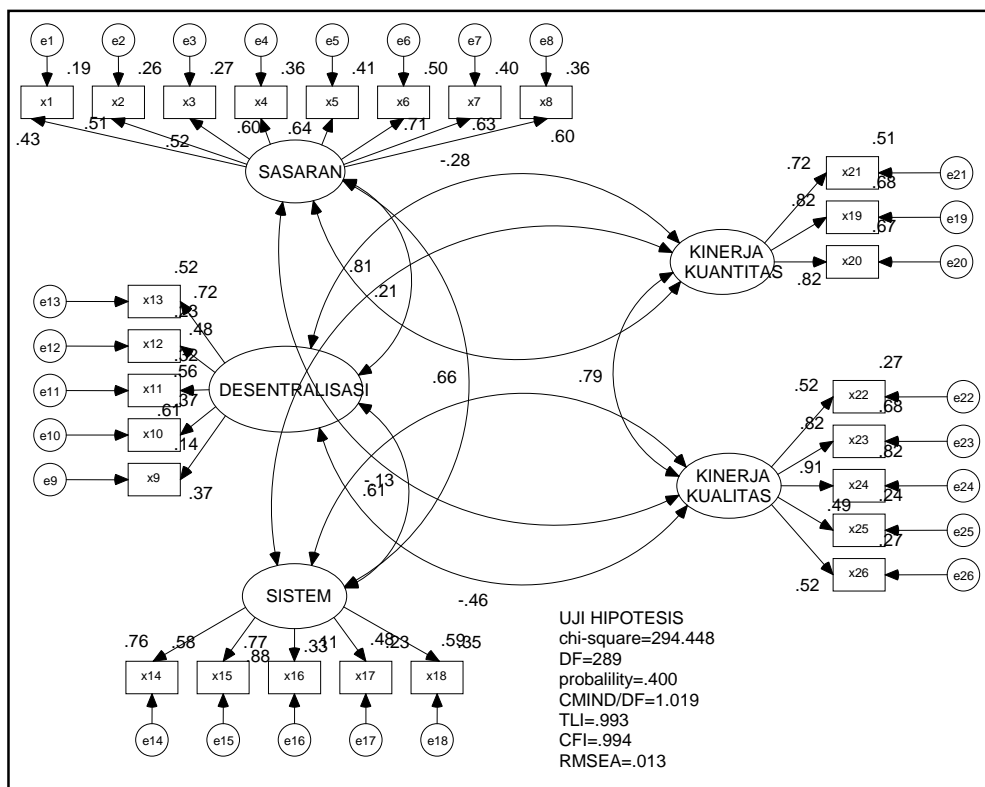 e1 e2 e3 e4 e5 e6 e7 e8
.19 .26 .27 .36 .41 .50 .40 .36
x1 x2 x3 x4 x5 x6 x7 x8
.43 .51 .52 .60 .64 .71 .63 .60
SASARAN
-.28
.51
.72 x21 e21
.68
.82 x19 e19
.67
.82 x20 e20
KINERJA
KUANTITAS
.81
.21
.52
e13 x13 .72
.23
e12 x12 .48
.32
e11 x11 .56
.37
e10 x10 .61
.14
e9 x9 .37
DESENTRALISASI
.66
.79
.27
.52 x22 e22
.68
.82 x23 e23
.82
.91 x24 e24
.24
.49 x25 e25
.27
.52 x26 e26
KINERJA
KUALITAS
-.13
.61
-.46
SISTEM
.76 .58 .77 .88 .33 .11 .48 .23 .59 .35
x14 x15 x16 x17 x18
e14 e15 e16 e17 e18
UJI HIPOTESIS
chi-square=294.448
DF=289
probalility=.400
CMIND/DF=1.019
TLI=.993
CFI=.994
RMSEA=.013